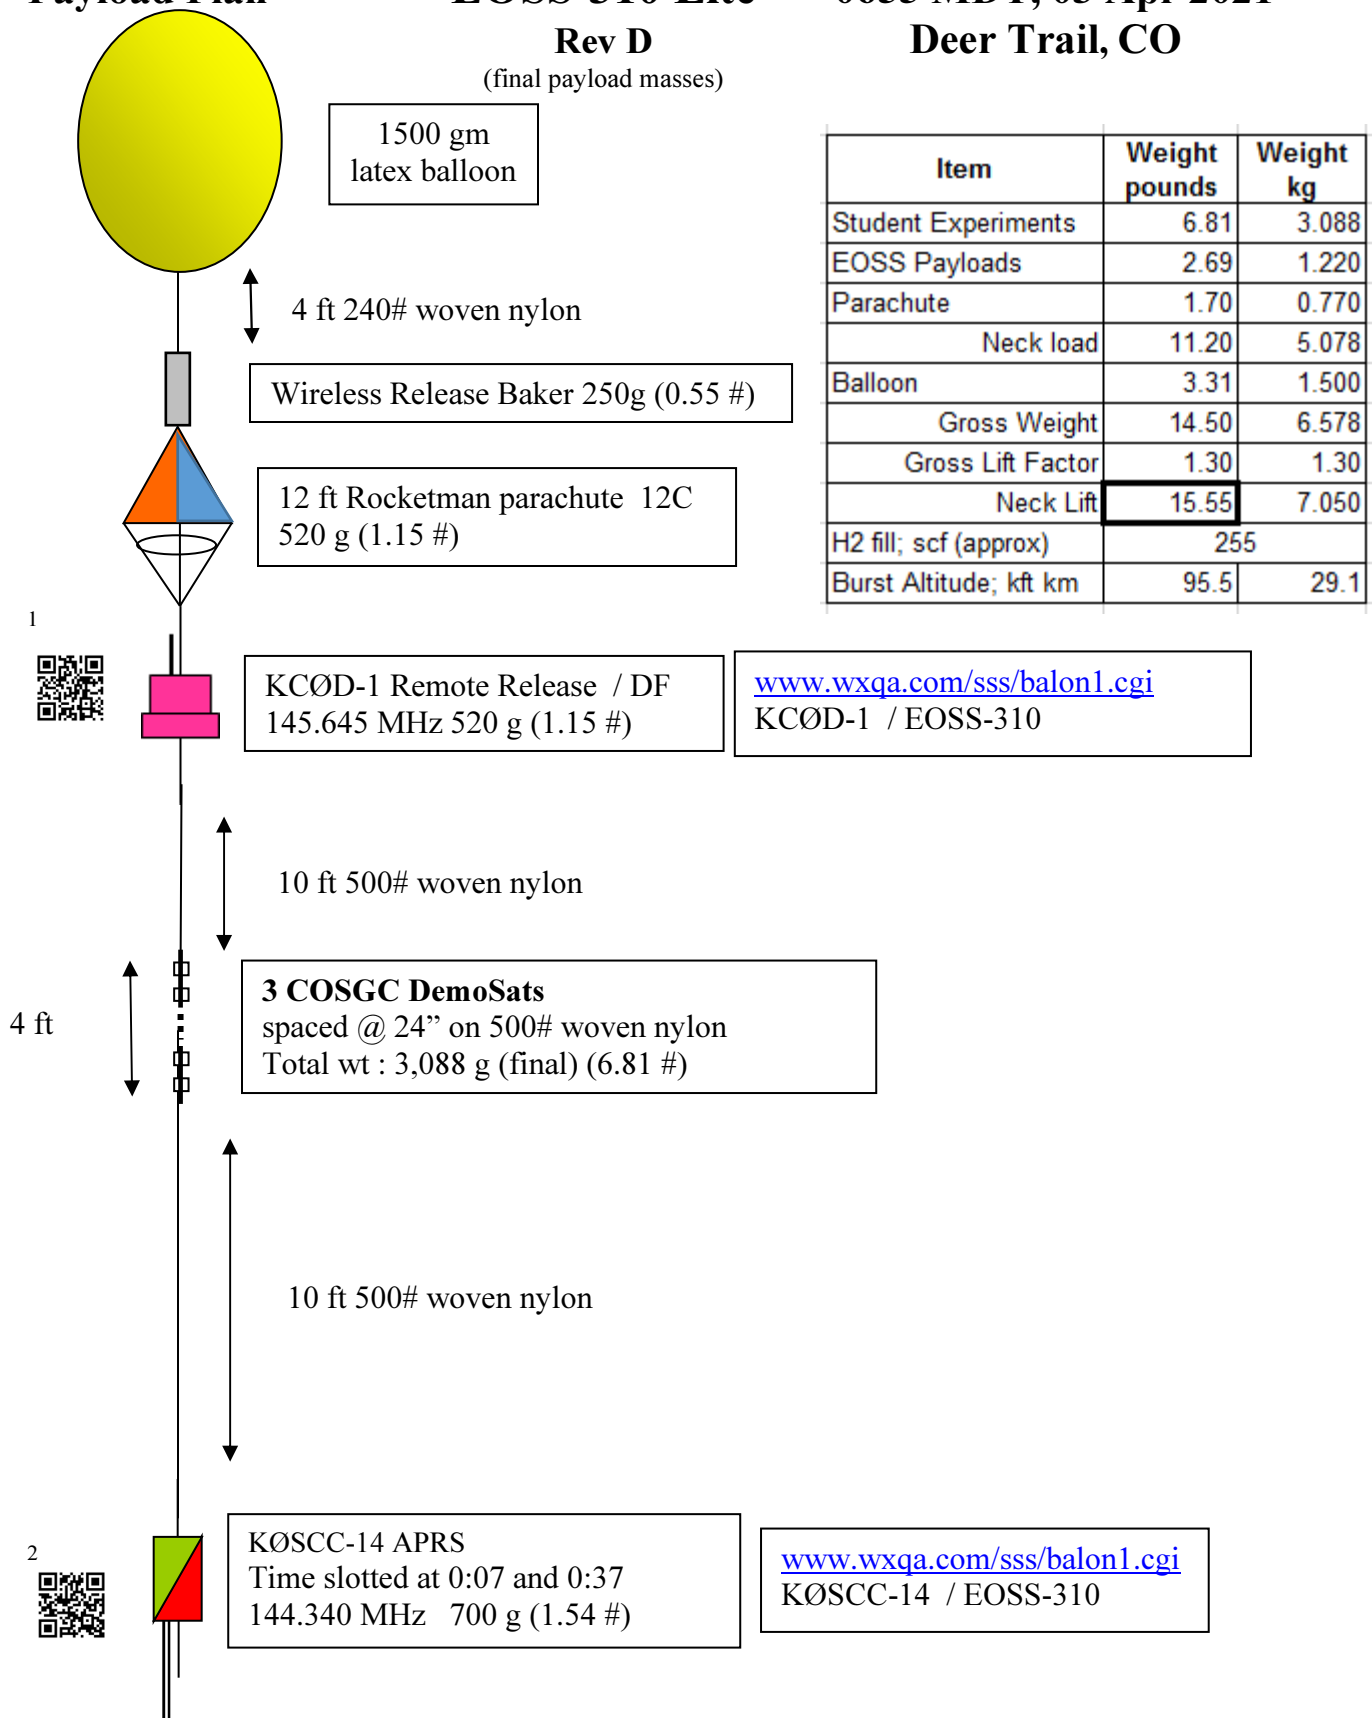 Rev D
Deer Trail, CO
(final payload masses)
1500 gm
latex balloon
Item Weight pounds Weight kg
Student Experiments 6.81 3.088
EOSS Payloads 2.69 1.220
Parachute 1.70 0.770
Neck load 11.20 5.078
Balloon 3.31 1.500
Gross Weight 14.50 6.578
Gross Lift Factor 1.30 1.30
Neck Lift 15.55 7.050
H2 fill; scf (approx) 255
Burst Altitude; kft km 95.5 29.1
4 ft 240# woven nylon
Wireless Release Baker 250g (0.55 #)
12 ft Rocketman parachute 12C
520 g (1.15 #)
1
KCØD-1 Remote Release / DF
145.645 MHz 520 g (1.15 #)
www.wxqa.com/sss/balon1.cgi
KCØD-1 / EOSS-310
10 ft 500# woven nylon
4 ft
3 COSGC DemoSats
spaced @ 24” on 500# woven nylon
Total wt : 3,088 g (final) (6.81 #)
10 ft 500# woven nylon
2
KØSCC-14 APRS
Time slotted at 0:07 and 0:37
144.340 MHz 700 g (1.54 #)
www.wxqa.com/sss/balon1.cgi
KØSCC-14 / EOSS-310